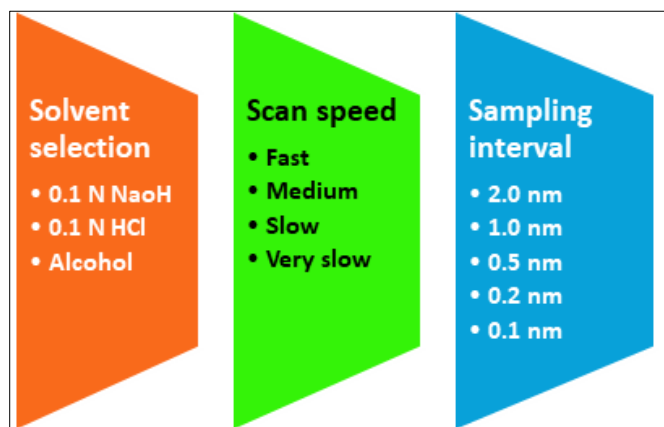 Solvent
selection
• 0.1 N NaoH
• 0.1 N HCl
• Alcohol
Scan speed
• Fast
• Medium
• Slow
• Very slow
Sampling
interval
• 2.0 nm
• 1.0 nm
• 0.5 nm
• 0.2 nm
• 0.1 nm